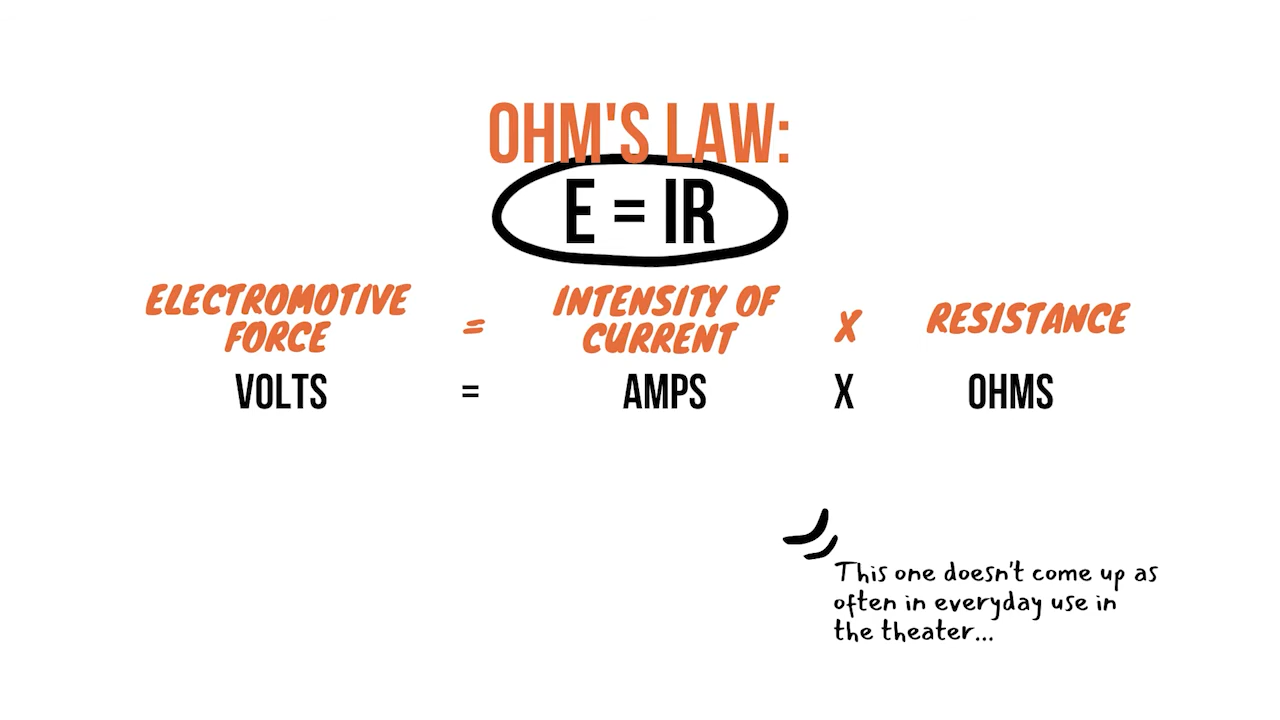 OHM'S LAW:
E = IR
ELECTROMOTIVE FORCE = INTENSITY OF CURRENT X RESISTANCE
VOLTS = AMPS X OHMS
This one doesn't come up as
often in everyday use in
the theater...